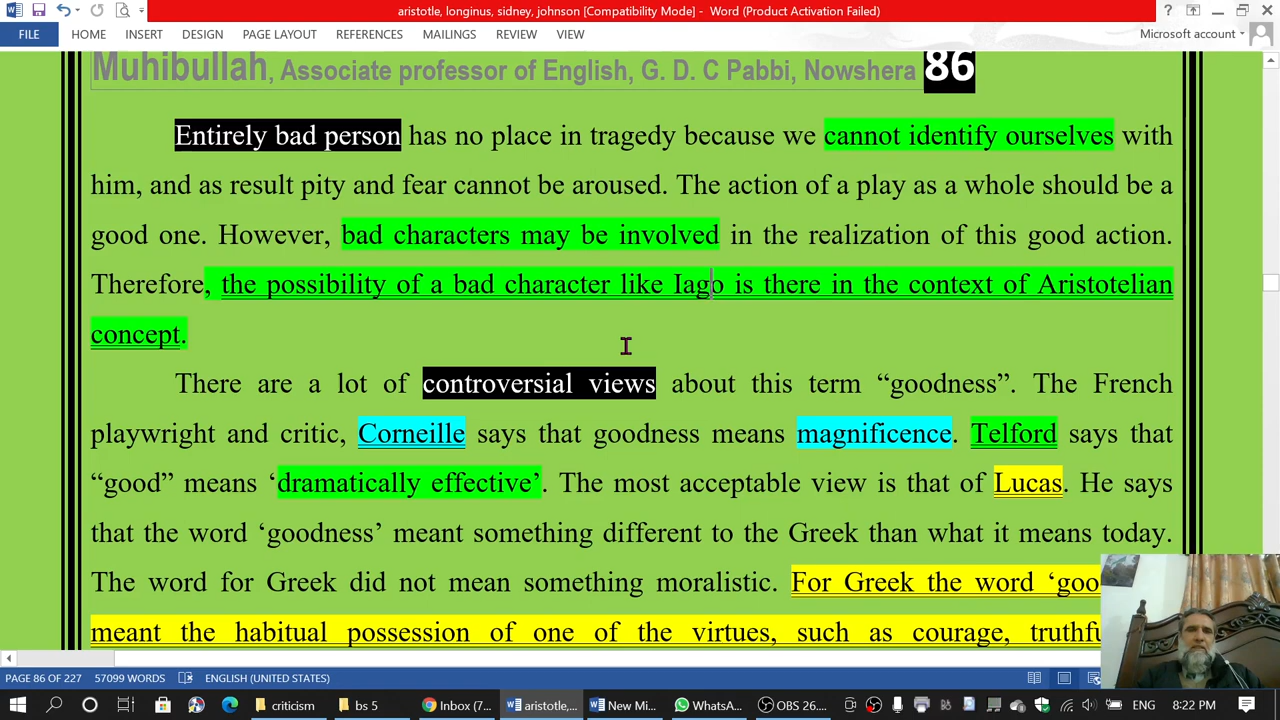 aristotle, longinus, sidney, johnson [Compatibility Mode] - Word (Product Activation Failed)
FILE HOME INSERT DESIGN PAGE LAYOUT REFERENCES MAILINGS REVIEW VIEW Microsoft account
Muhibullah, Associate professor of English, G. D. C Pabbi, Nowshera 86
Entirely bad person has no place in tragedy because we cannot identify ourselves with
him, and as result pity and fear cannot be aroused. The action of a play as a whole should be a
good one. However, bad characters may be involved in the realization of this good action.
Therefore, the possibility of a bad character like Iago is there in the context of Aristotelian
concept.
There are a lot of controversial views about this term “goodness”. The French
playwright and critic, Corneille says that goodness means magnificence. Telford says that
“good” means ‘dramatically effective’. The most acceptable view is that of Lucas. He says
that the word ‘goodness’ meant something different to the Greek than what it means today.
The word for Greek did not mean something moralistic. For Greek the word ‘goo
meant the habitual possession of one of the virtues, such as courage, truthfu
PAGE 86 OF 227 57099 WORDS ENGLISH (UNITED STATES)
criticism bs 5 Inbox (7... aristotle,... New Mi... WhatsA... OBS 26.... ENG 8:22 PM